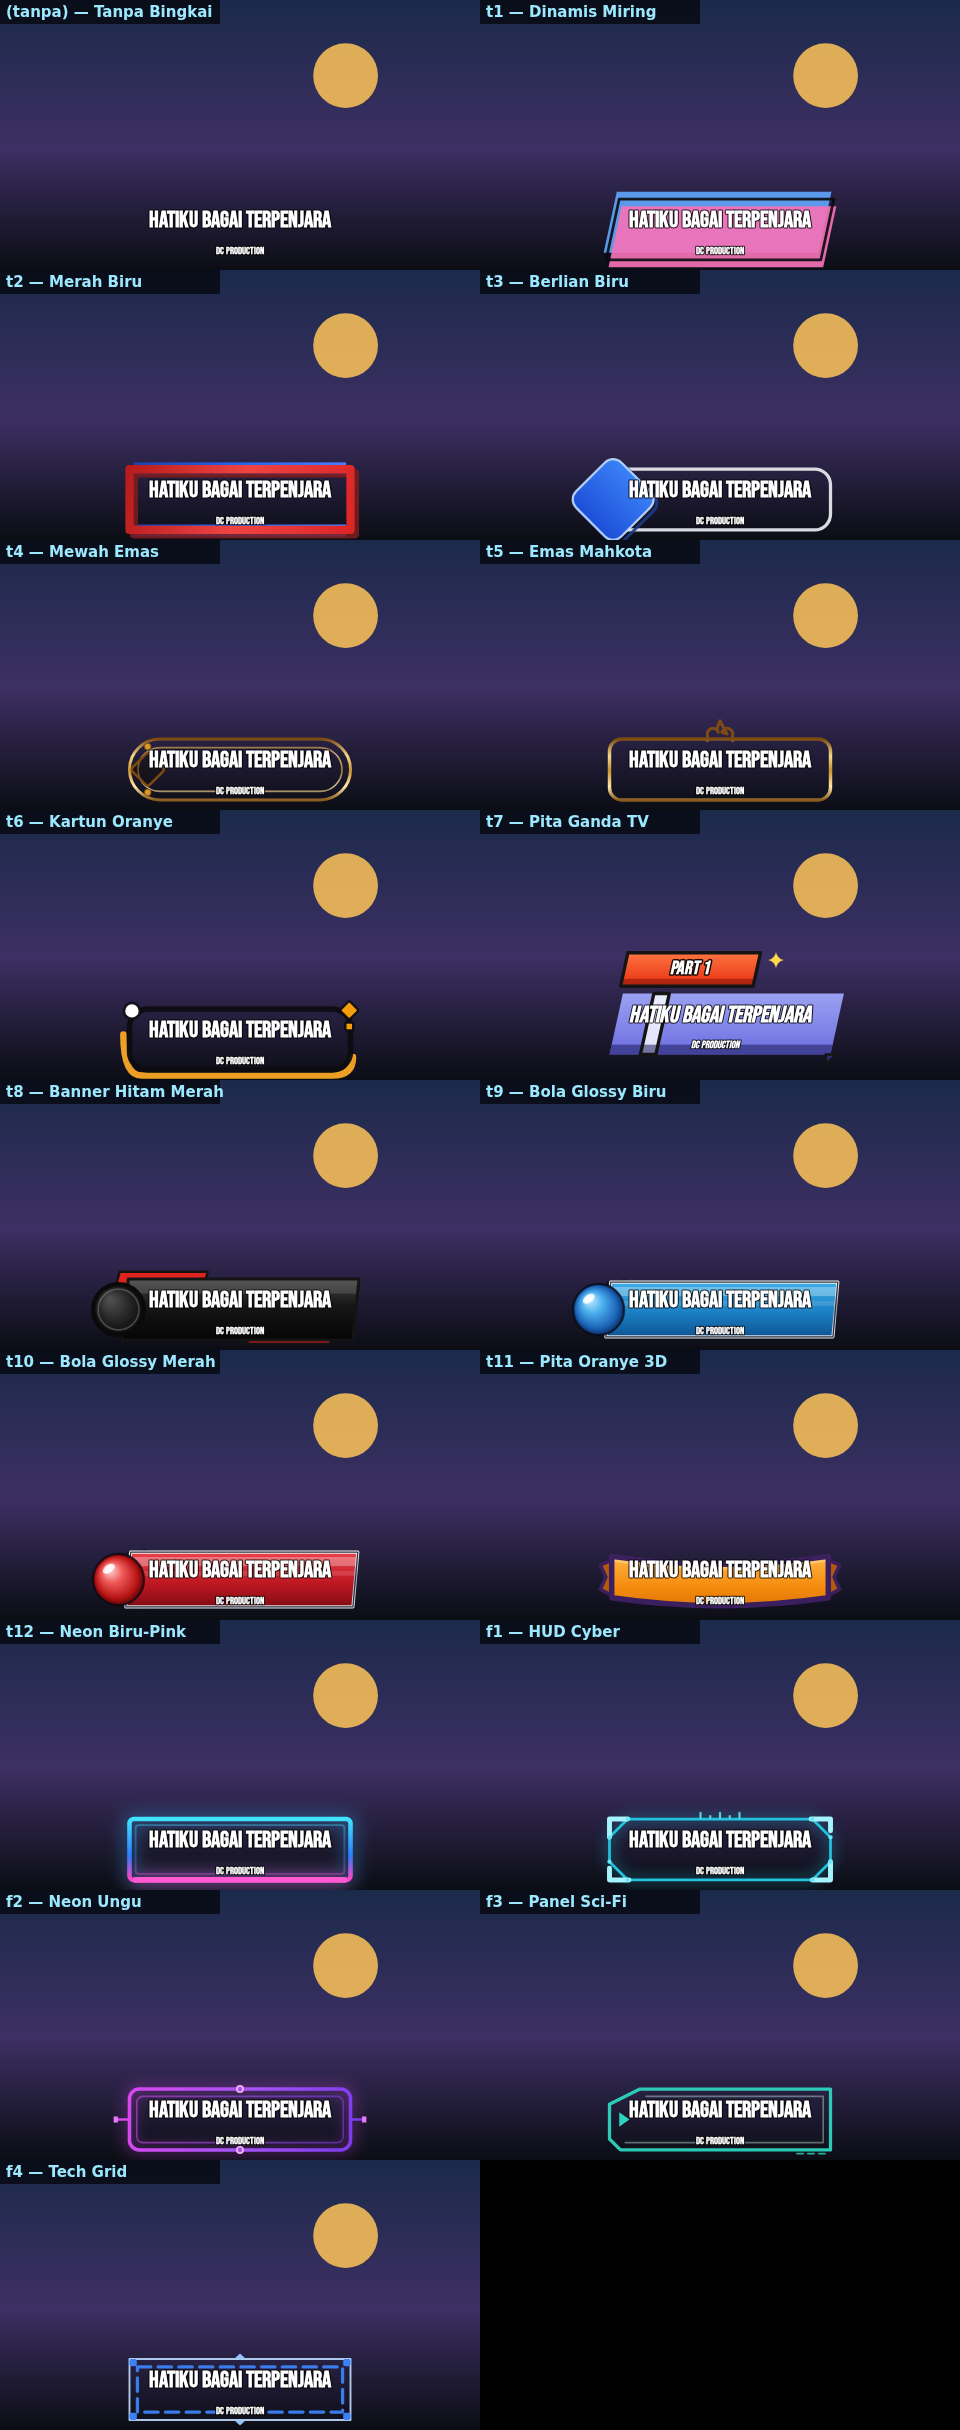 (tanpa) — Tanpa Bingkai
HATIKU BAGAI TERPENJARA
DC PRODUCTION
t1 — Dinamis Miring
HATIKU BAGAI TERPENJARA
DC PRODUCTION
t2 — Merah Biru
HATIKU BAGAI TERPENJARA
DC PRODUCTION
t3 — Berlian Biru
HATIKU BAGAI TERPENJARA
DC PRODUCTION
t4 — Mewah Emas
HATIKU BAGAI TERPENJARA
DC PRODUCTION
t5 — Emas Mahkota
HATIKU BAGAI TERPENJARA
DC PRODUCTION
t6 — Kartun Oranye
HATIKU BAGAI TERPENJARA
DC PRODUCTION
t7 — Pita Ganda TV
PART 1
HATIKU BAGAI TERPENJARA
DC PRODUCTION
t8 — Banner Hitam Merah
HATIKU BAGAI TERPENJARA
DC PRODUCTION
t9 — Bola Glossy Biru
HATIKU BAGAI TERPENJARA
DC PRODUCTION
t10 — Bola Glossy Merah
HATIKU BAGAI TERPENJARA
DC PRODUCTION
t11 — Pita Oranye 3D
HATIKU BAGAI TERPENJARA
DC PRODUCTION
t12 — Neon Biru-Pink
HATIKU BAGAI TERPENJARA
DC PRODUCTION
f1 — HUD Cyber
HATIKU BAGAI TERPENJARA
DC PRODUCTION
f2 — Neon Ungu
HATIKU BAGAI TERPENJARA
DC PRODUCTION
f3 — Panel Sci-Fi
HATIKU BAGAI TERPENJARA
DC PRODUCTION
f4 — Tech Grid
HATIKU BAGAI TERPENJARA
DC PRODUCTION